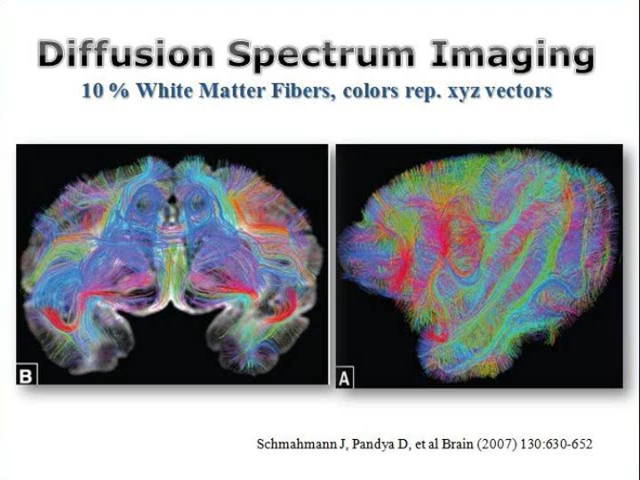 Diffusion Spectrum Imaging
10 % White Matter Fibers, colors rep. xyz vectors
B
A
Schmahmann J, Pandya D, et al Brain (2007) 130:630-652